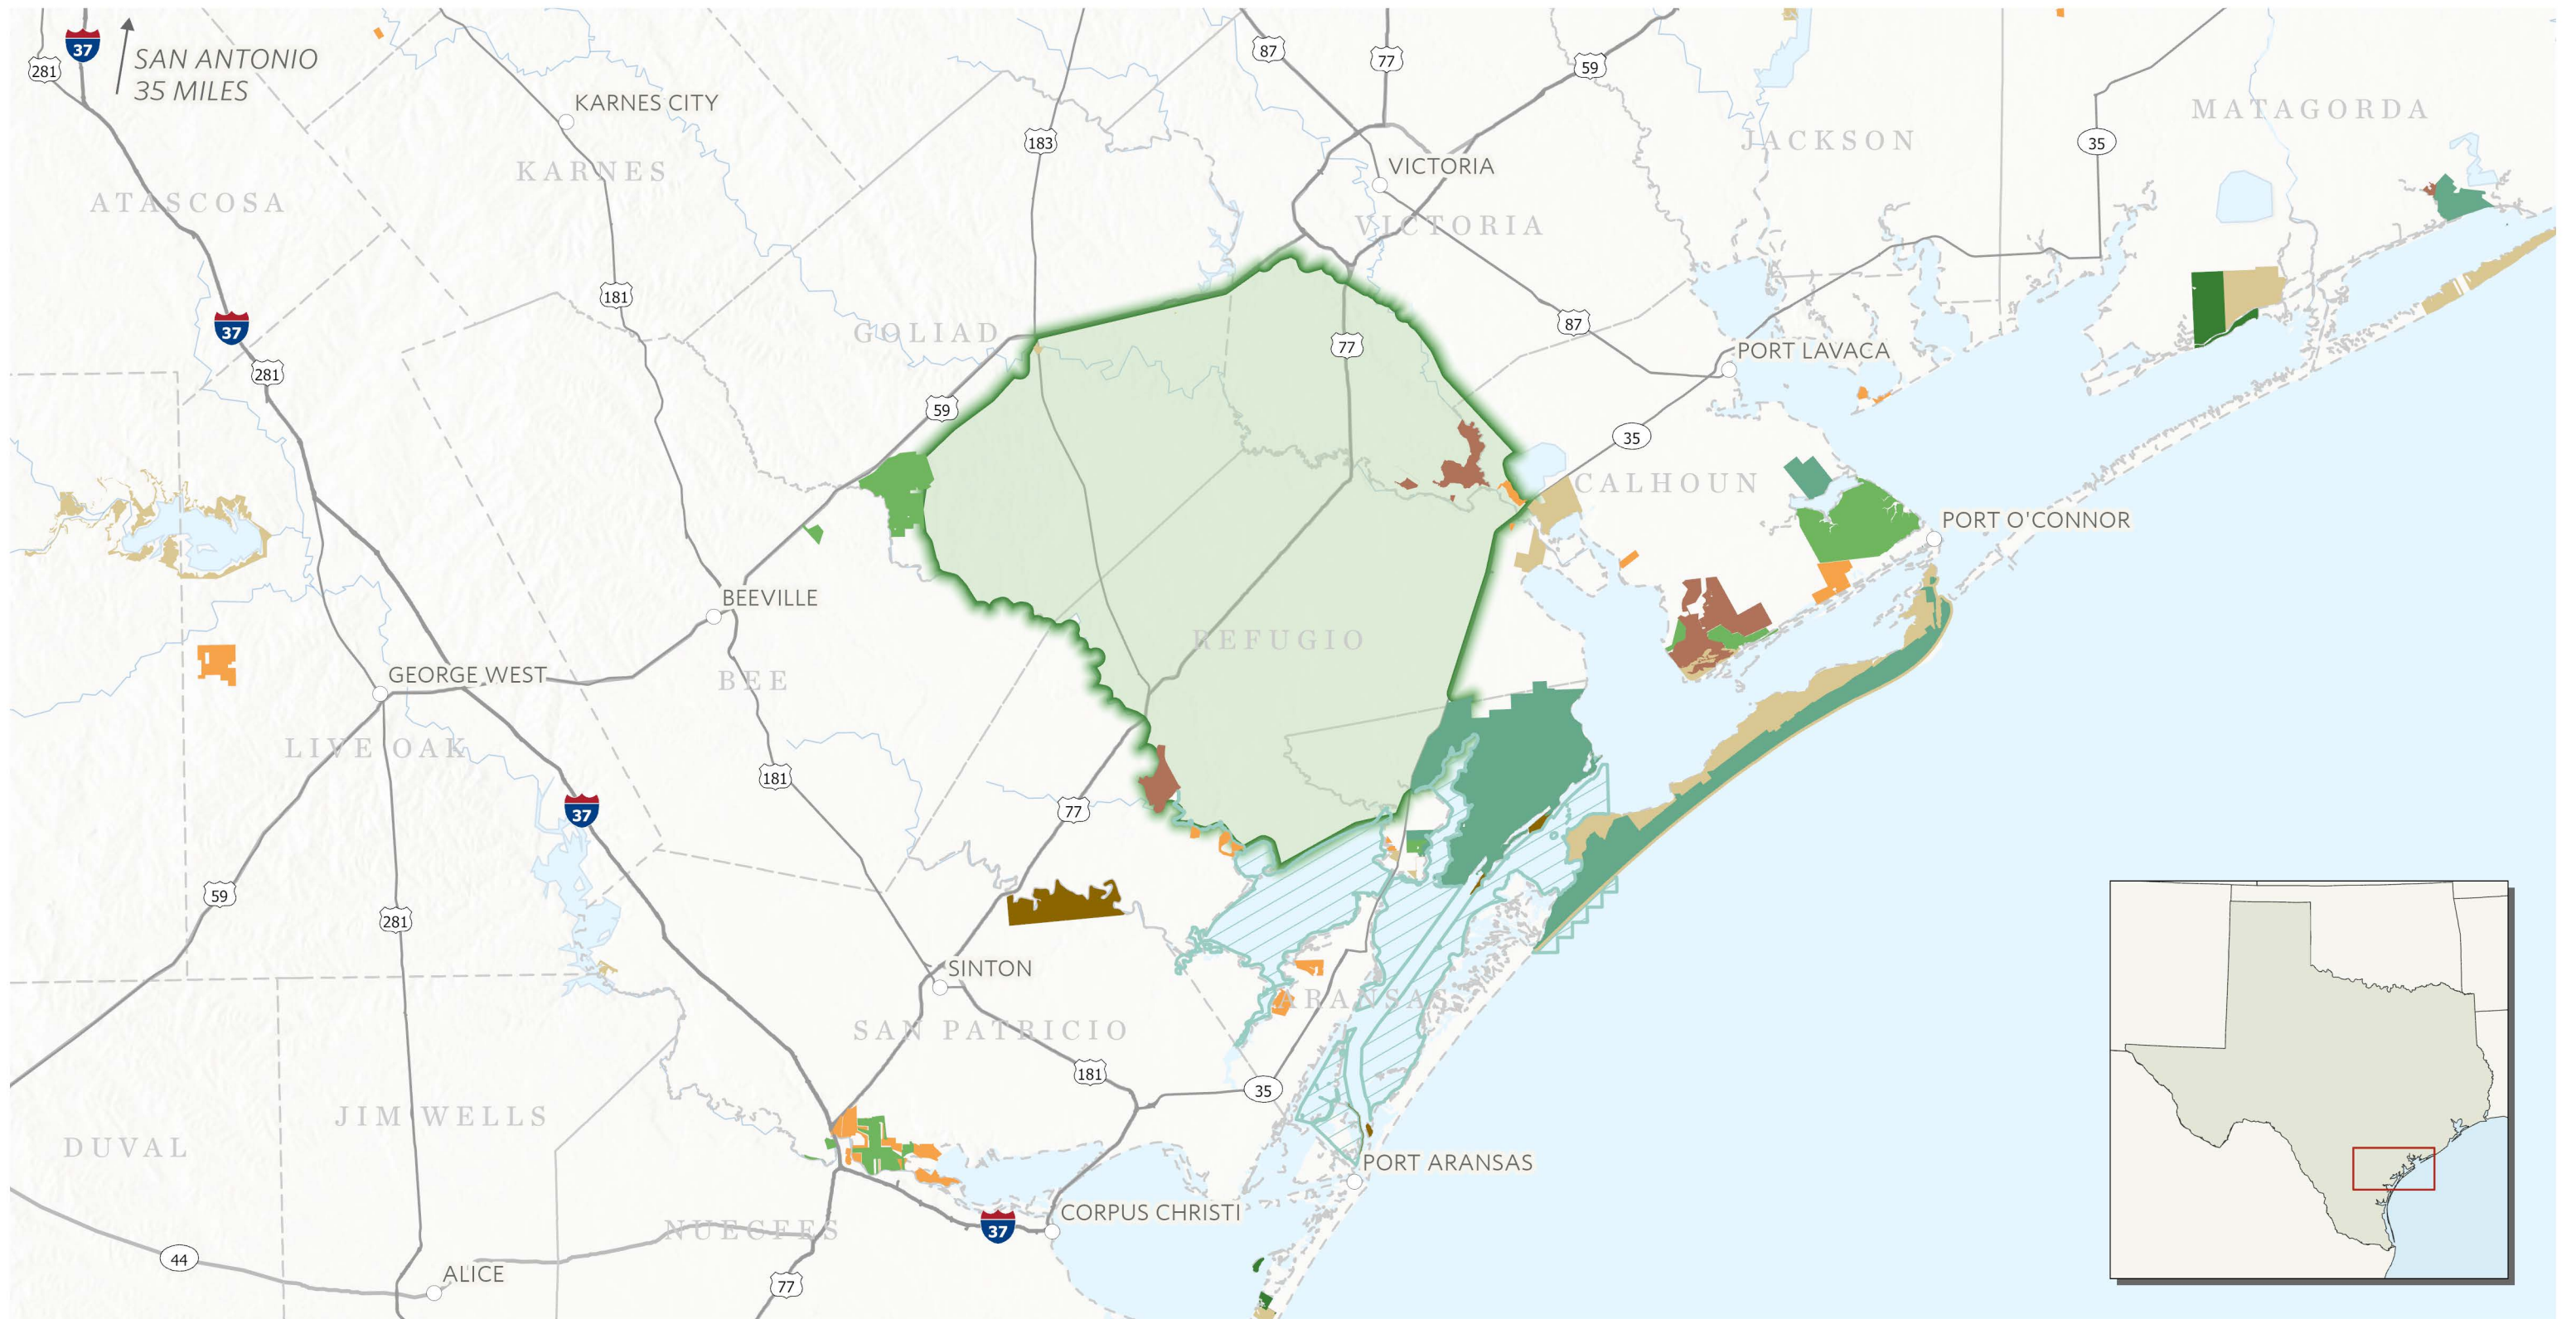 37
281
SAN ANTONIO
35 MILES
87
77
59
KARNES CITY
MATAGORDA
183
JACKSON
35
VICTORIA
KARNES
ATASCOSA
VICTORIA
181
37
GOLIAD
87
77
PORT LAVACA
281
59
35
CALHOUN
PORT O'CONNOR
BEEVILLE
REFUGIO
GEORGE WEST
BEE
LIVE OAK
181
37
77
59
281
SINTON
ARANSAS
SAN PATRICIO
181
35
JIM WELLS
DUVAL
PORT ARANSAS
CORPUS CHRISTI
37
NUECES
44
ALICE
77